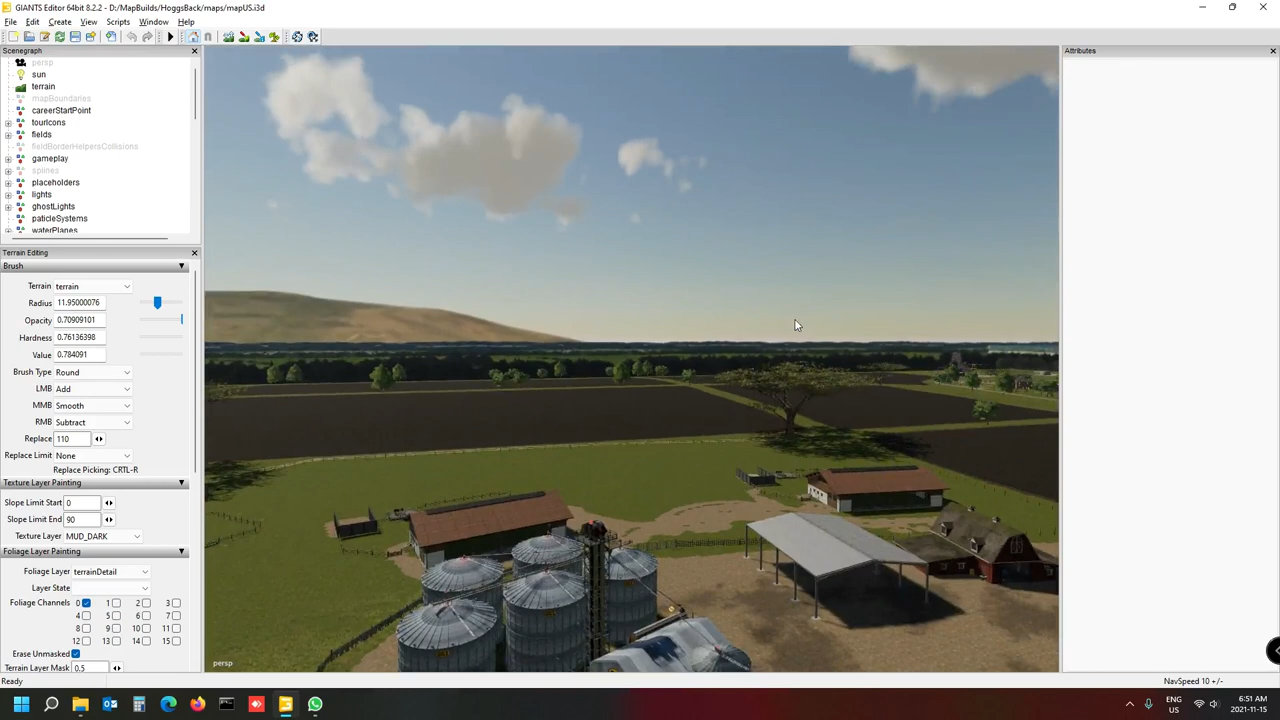 GIANTS Editor 64bit 8.2.2 - D:/MapBuilds/HoggsBack/maps/mapUS.i3d
File Edit Create View Scripts Window Help
Scenegraph
persp
sun
terrain
mapBoundaries
careerStartPoint
tourIcons
fields
fieldBorderHelpersCollisions
gameplay
splines
placeholders
lights
ghostLights
paticleSystems
waterPlanes
Terrain Editing
Brush
Terrain terrain
Radius 11.95000076
Opacity 0.70909101
Hardness 0.76136398
Value 0.784091
Brush Type Round
LMB Add
MMB Smooth
RMB Subtract
Replace 110
Replace Limit None
Replace Picking: CRTL-R
Texture Layer Painting
Slope Limit Start 0
Slope Limit End 90
Texture Layer MUD_DARK
Foliage Layer Painting
Foliage Layer terrainDetail
Layer State
Foliage Channels 0 1 2 3
4 5 6 7
8 9 10 11
12 13 14 15
Erase Unmasked
Terrain Layer Mask 0.5
Ready
persp
Attributes
NavSpeed 10 +/-
ENG
US
6:51 AM
2021-11-15